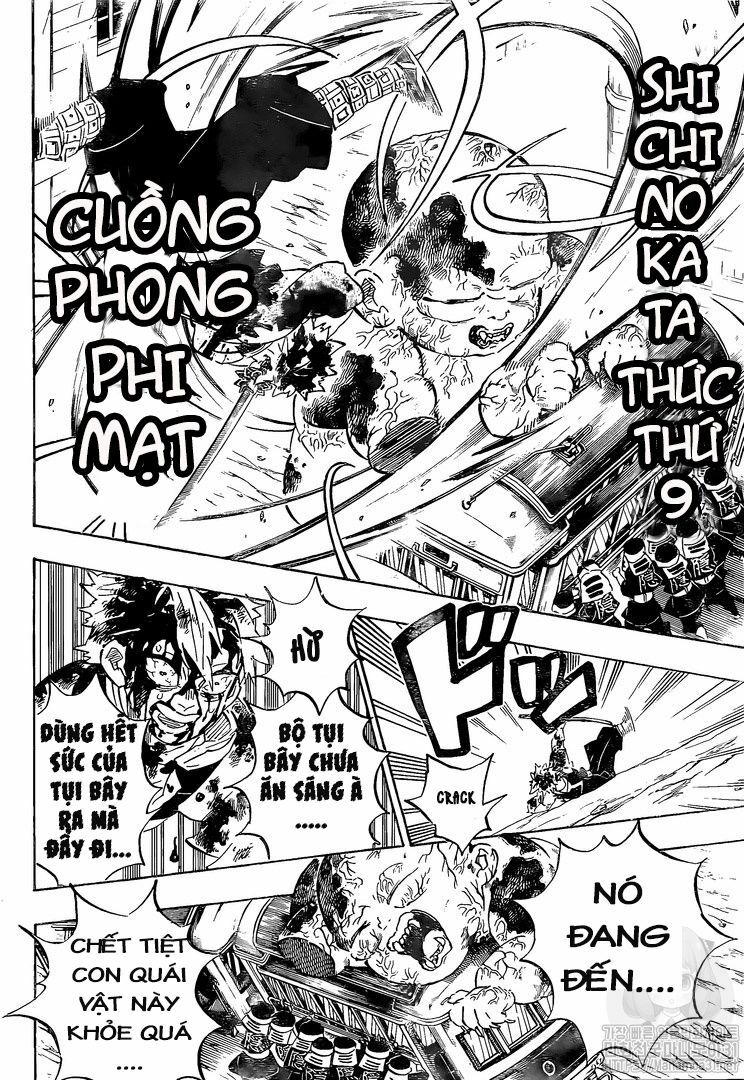 SHI
CHI
NO
KA
TA
THỨC
THỨ
9
CUỒNG
PHONG
PHI
MẠT
ドッ
CRACK
HỪ
BỘ TỤI
BÂY CHƯA
ĂN SÁNG À
.....
DÙNG HẾT
SỨC CỦA
TỤI BÂY
RA MÀ
ĐẨY ĐI...
NÓ
ĐANG
ĐẾN....
CHẾT TIỆT
CON QUÁI
VẬT NÀY
KHỎE QUÁ
....